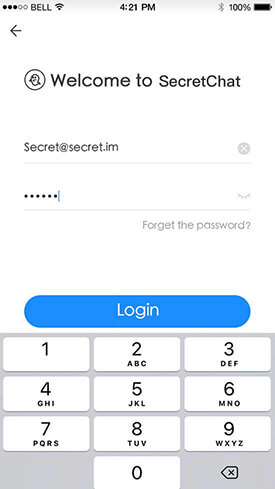 BELL 4:21 PM 100%
Welcome to SecretChat
Secret@secret.im
••••••
Forget the password?
Login
1 2 3
ABC DEF
4 5 6
GHI JKL MNO
7 8 9
PQRS TUV WXYZ
0